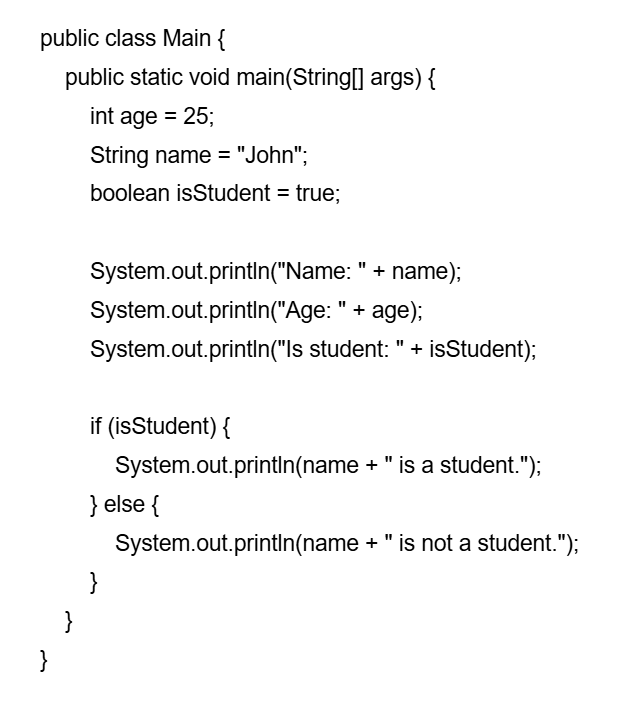 public class Main {
public static void main(String[] args) {
int age = 25;
String name = "John";
boolean isStudent = true;
System.out.println("Name: " + name);
System.out.println("Age: " + age);
System.out.println("Is student: " + isStudent);
if (isStudent) {
System.out.println(name + " is a student.");
} else {
System.out.println(name + " is not a student.");
}
}
}